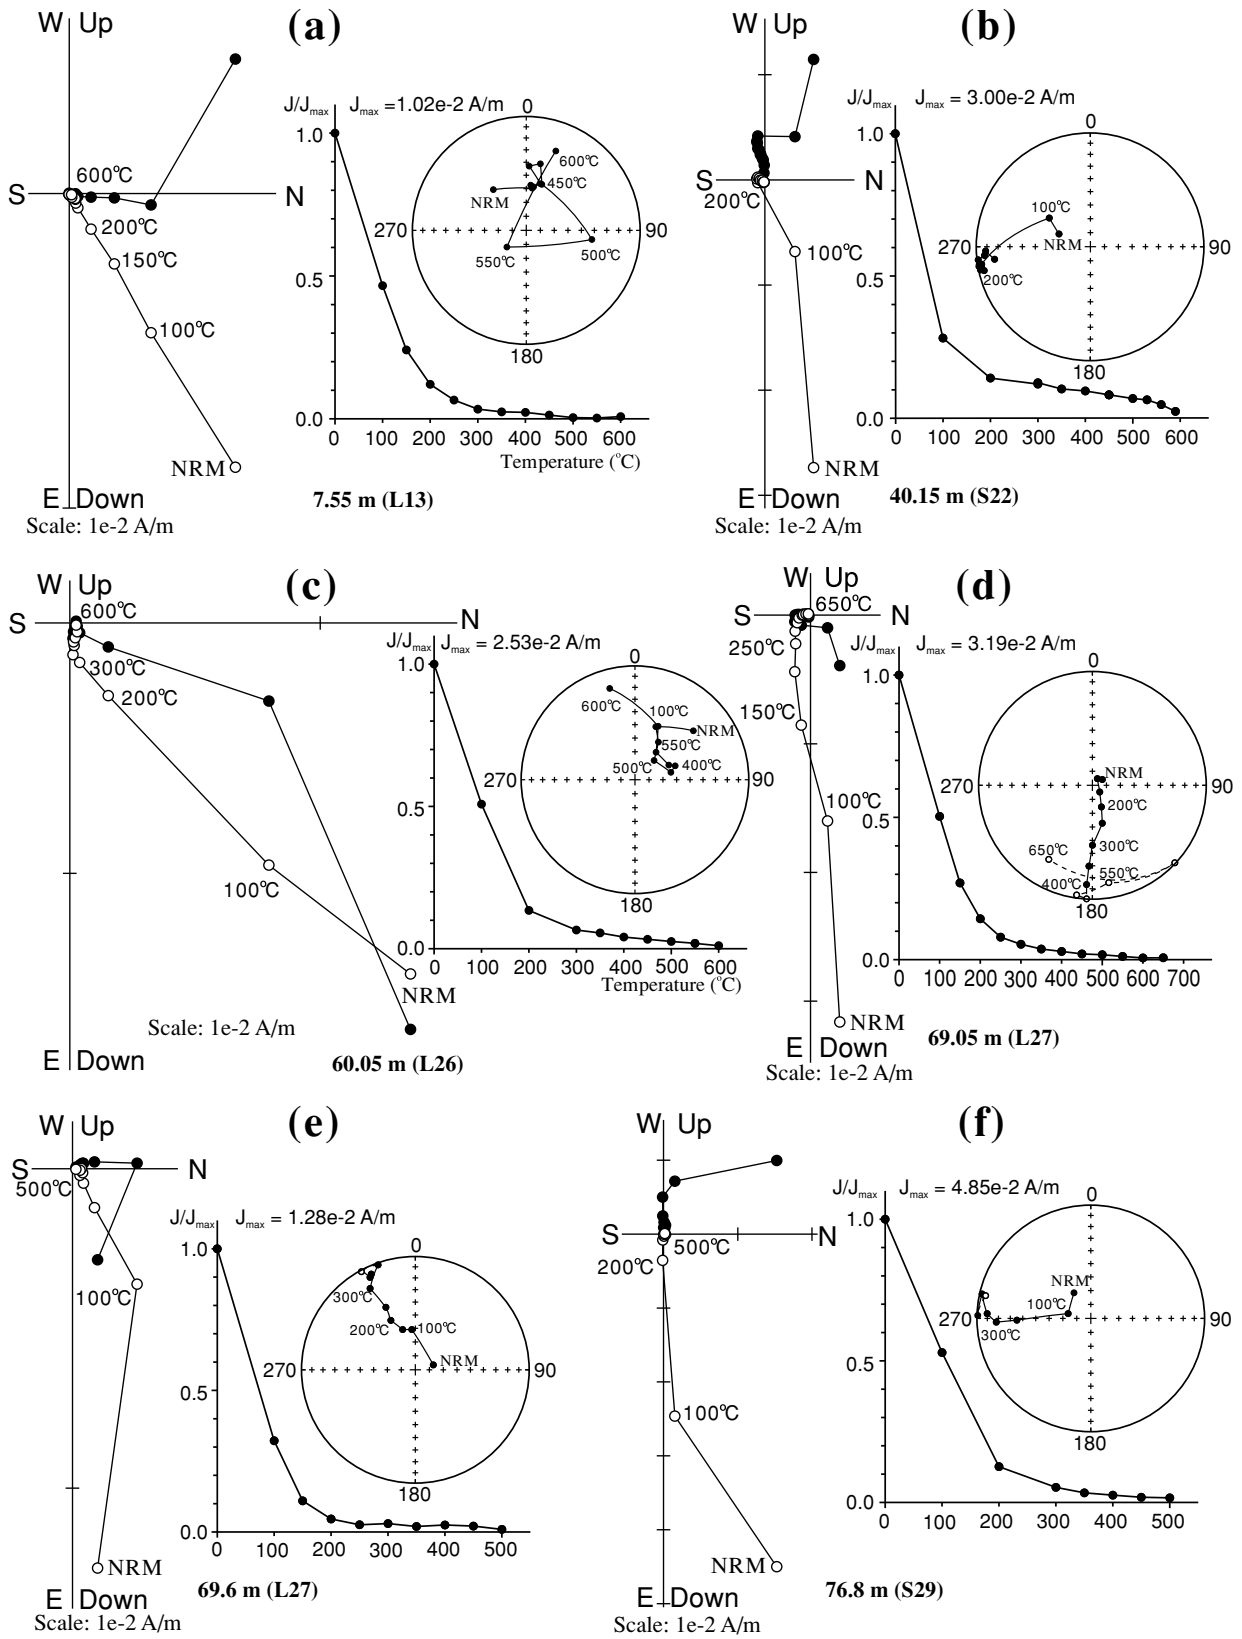 W Up
(a)
J/Jmax Jmax =1.02e-2 A/m
0
1.0
600°C
S
N
600°C
450°C
NRM
200°C
270
90
150°C
550°C
500°C
0.5
100°C
180
0.0
0 100 200 300 400 500 600
NRM
Temperature (°C)
E Down
7.55 m (L13)
Scale: 1e-2 A/m
W Up
(b)
J/Jmax Jmax = 3.00e-2 A/m
0
1.0
S
N
200°C
100°C
NRM
270
90
100°C
200°C
0.5
180
0.0
0 100 200 300 400 500 600
NRM
E Down
40.15 m (S22)
Scale: 1e-2 A/m
W Up
(c)
600°C
S
N
J/Jmax Jmax = 2.53e-2 A/m
0
1.0
300°C
200°C
600°C
100°C
NRM
550°C
500°C
400°C
270
90
0.5
100°C
180
0.0
0 100 200 300 400 500 600
Temperature (°C)
NRM
Scale: 1e-2 A/m
E Down
60.05 m (L26)
W Up
(d)
650°C
S
N
250°C
J/Jmax Jmax = 3.19e-2 A/m
0
1.0
150°C
NRM
270
90
100°C
200°C
0.5
300°C
650°C
550°C
400°C
180
0.0
0 100 200 300 400 500 600 700
NRM
E Down
69.05 m (L27)
Scale: 1e-2 A/m
W Up
(e)
S
N
500°C
J/Jmax Jmax = 1.28e-2 A/m
0
1.0
100°C
300°C
200°C
100°C
NRM
270
90
0.5
180
0.0
0 100 200 300 400 500
NRM
E Down
69.6 m (L27)
Scale: 1e-2 A/m
W Up
(f)
J/Jmax Jmax = 4.85e-2 A/m
0
1.0
S
N
500°C
200°C
NRM
100°C
270
90
300°C
0.5
100°C
180
0.0
0 100 200 300 400 500
NRM
E Down
76.8 m (S29)
Scale: 1e-2 A/m